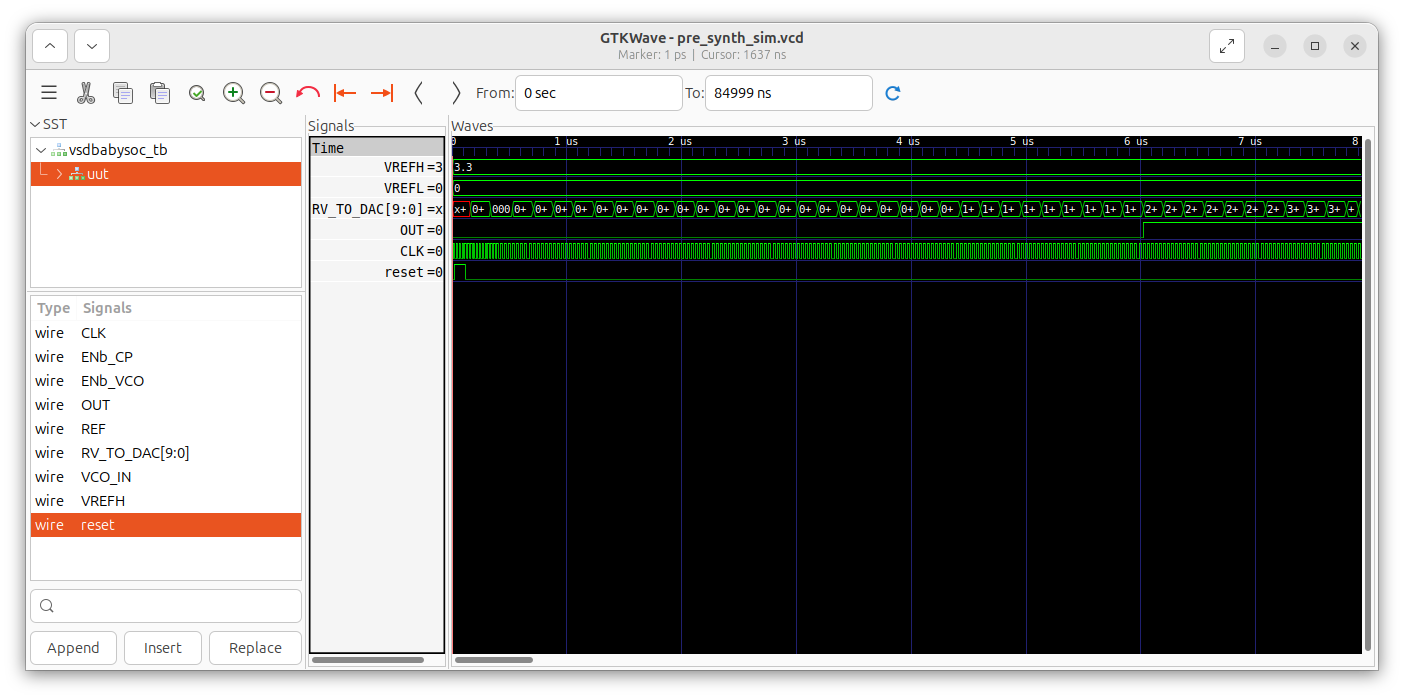 GTKWave - pre_synth_sim.vcd
Marker: 1 ps | Cursor: 1637 ns
From: 0 sec To: 84999 ns
SST
vsdbabysoc_tb
uut
Type Signals
wire CLK
wire ENb_CP
wire ENb_VCO
wire OUT
wire REF
wire RV_TO_DAC[9:0]
wire VCO_IN
wire VREFH
wire reset
Append Insert Replace
Signals
Time
VREFH =3
VREFL =0
RV_TO_DAC[9:0] =x
OUT =0
CLK =0
reset =0
Waves
0 1 us 2 us 3 us 4 us 5 us 6 us 7 us 8
3.3
0
x+ 0+ 000 0+ 0+ 0+ 0+ 0+ 0+ 0+ 0+ 0+ 0+ 0+ 0+ 0+ 0+ 0+ 0+ 0+ 0+ 0+ 0+ 0+ 0+ 1+ 1+ 1+ 1+ 1+ 1+ 1+ 1+ 1+ 2+ 2+ 2+ 2+ 2+ 2+ 2+ 3+ 3+ 3+ +